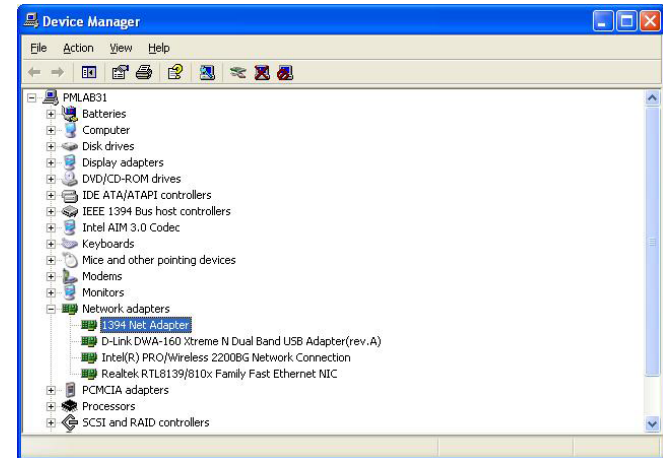 Device Manager
File Action View Help
PMLAB31
Batteries
Computer
Disk drives
Display adapters
DVD/CD-ROM drives
IDE ATA/ATAPI controllers
IEEE 1394 Bus host controllers
Intel AIM 3.0 Codec
Keyboards
Mice and other pointing devices
Modems
Monitors
Network adapters
1394 Net Adapter
D-Link DWA-160 Xtreme N Dual Band USB Adapter(rev.A)
Intel(R) PRO/Wireless 2200BG Network Connection
Realtek RTL8139/810x Family Fast Ethernet NIC
PCMCIA adapters
Processors
SCSI and RAID controllers